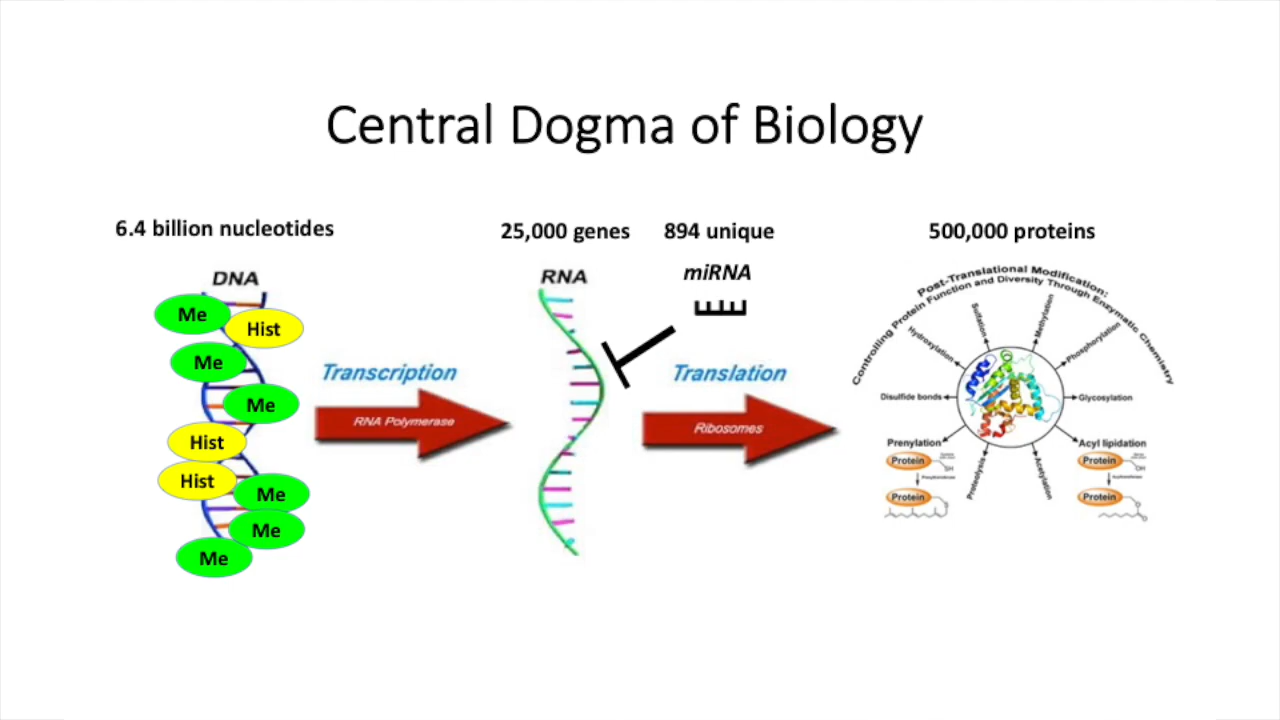 Central Dogma of Biology
6.4 billion nucleotides
25,000 genes
894 unique
500,000 proteins
DNA
RNA
miRNA
Me
Hist
Me
Me
Hist
Hist
Me
Me
Me
Transcription
RNA Polymerase
Translation
Ribosomes
Post-Translational Modification:
Controlling Protein Function and Diversity Through Enzymatic Chemistry
Sulfation
Methylation
Hydroxylation
Phosphorylation
Disulfide bonds
Glycosylation
Prenylation
Acyl lipidation
Protein
SH
Protein
OH
Proteolysis
Acetylation
Protein
S
Protein
O
O